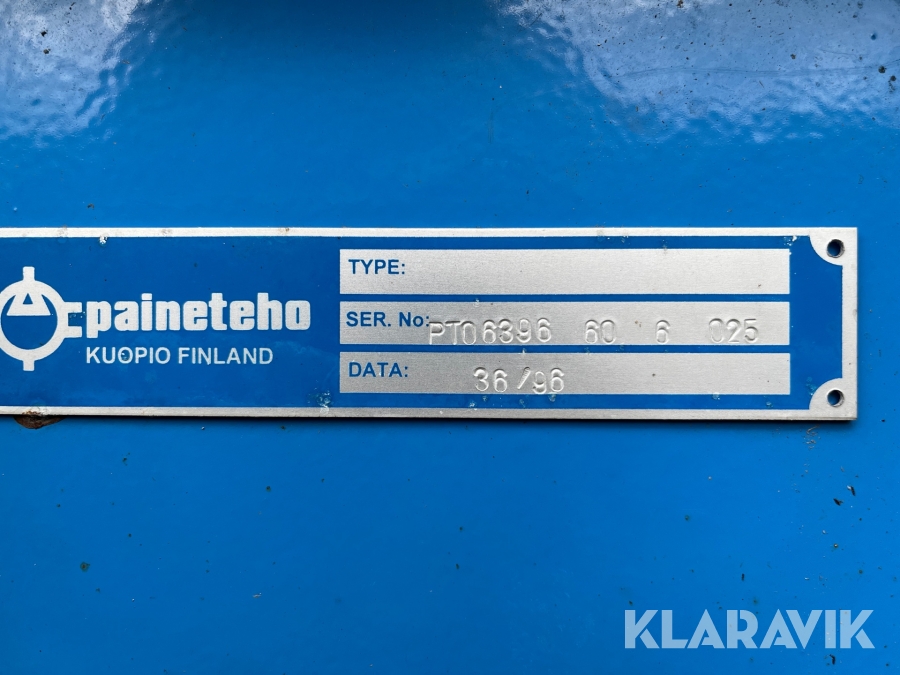 paineteho
KUOPIO FINLAND
TYPE:
SER. No: PT06396 60 6 025
DATA: 36/96
KLARAVIK